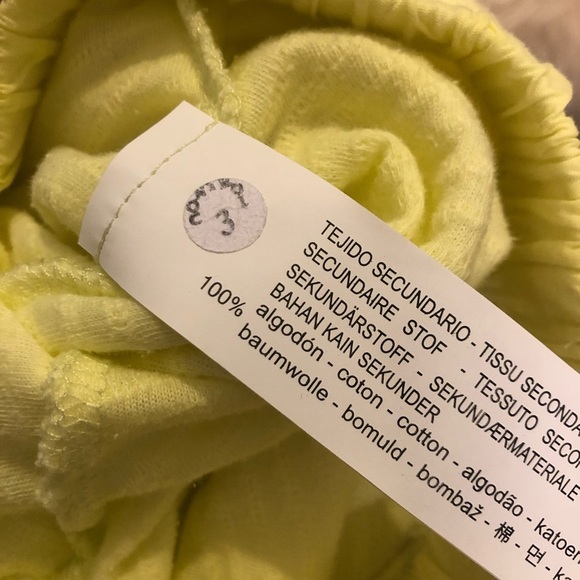 CONTROL
3
TEJIDO SECUNDARIO - TISSU SECONDA
SECUNDAIRE STOF - TESSUTO SECO
SEKUNDÄRSTOFF - SEKUNDÆRMATERIALE
BAHAN KAIN SEKUNDER
100% algodón - coton - cotton - algodão - katoen
baumwolle - bomuld - bombaž - 棉 - 면 - k